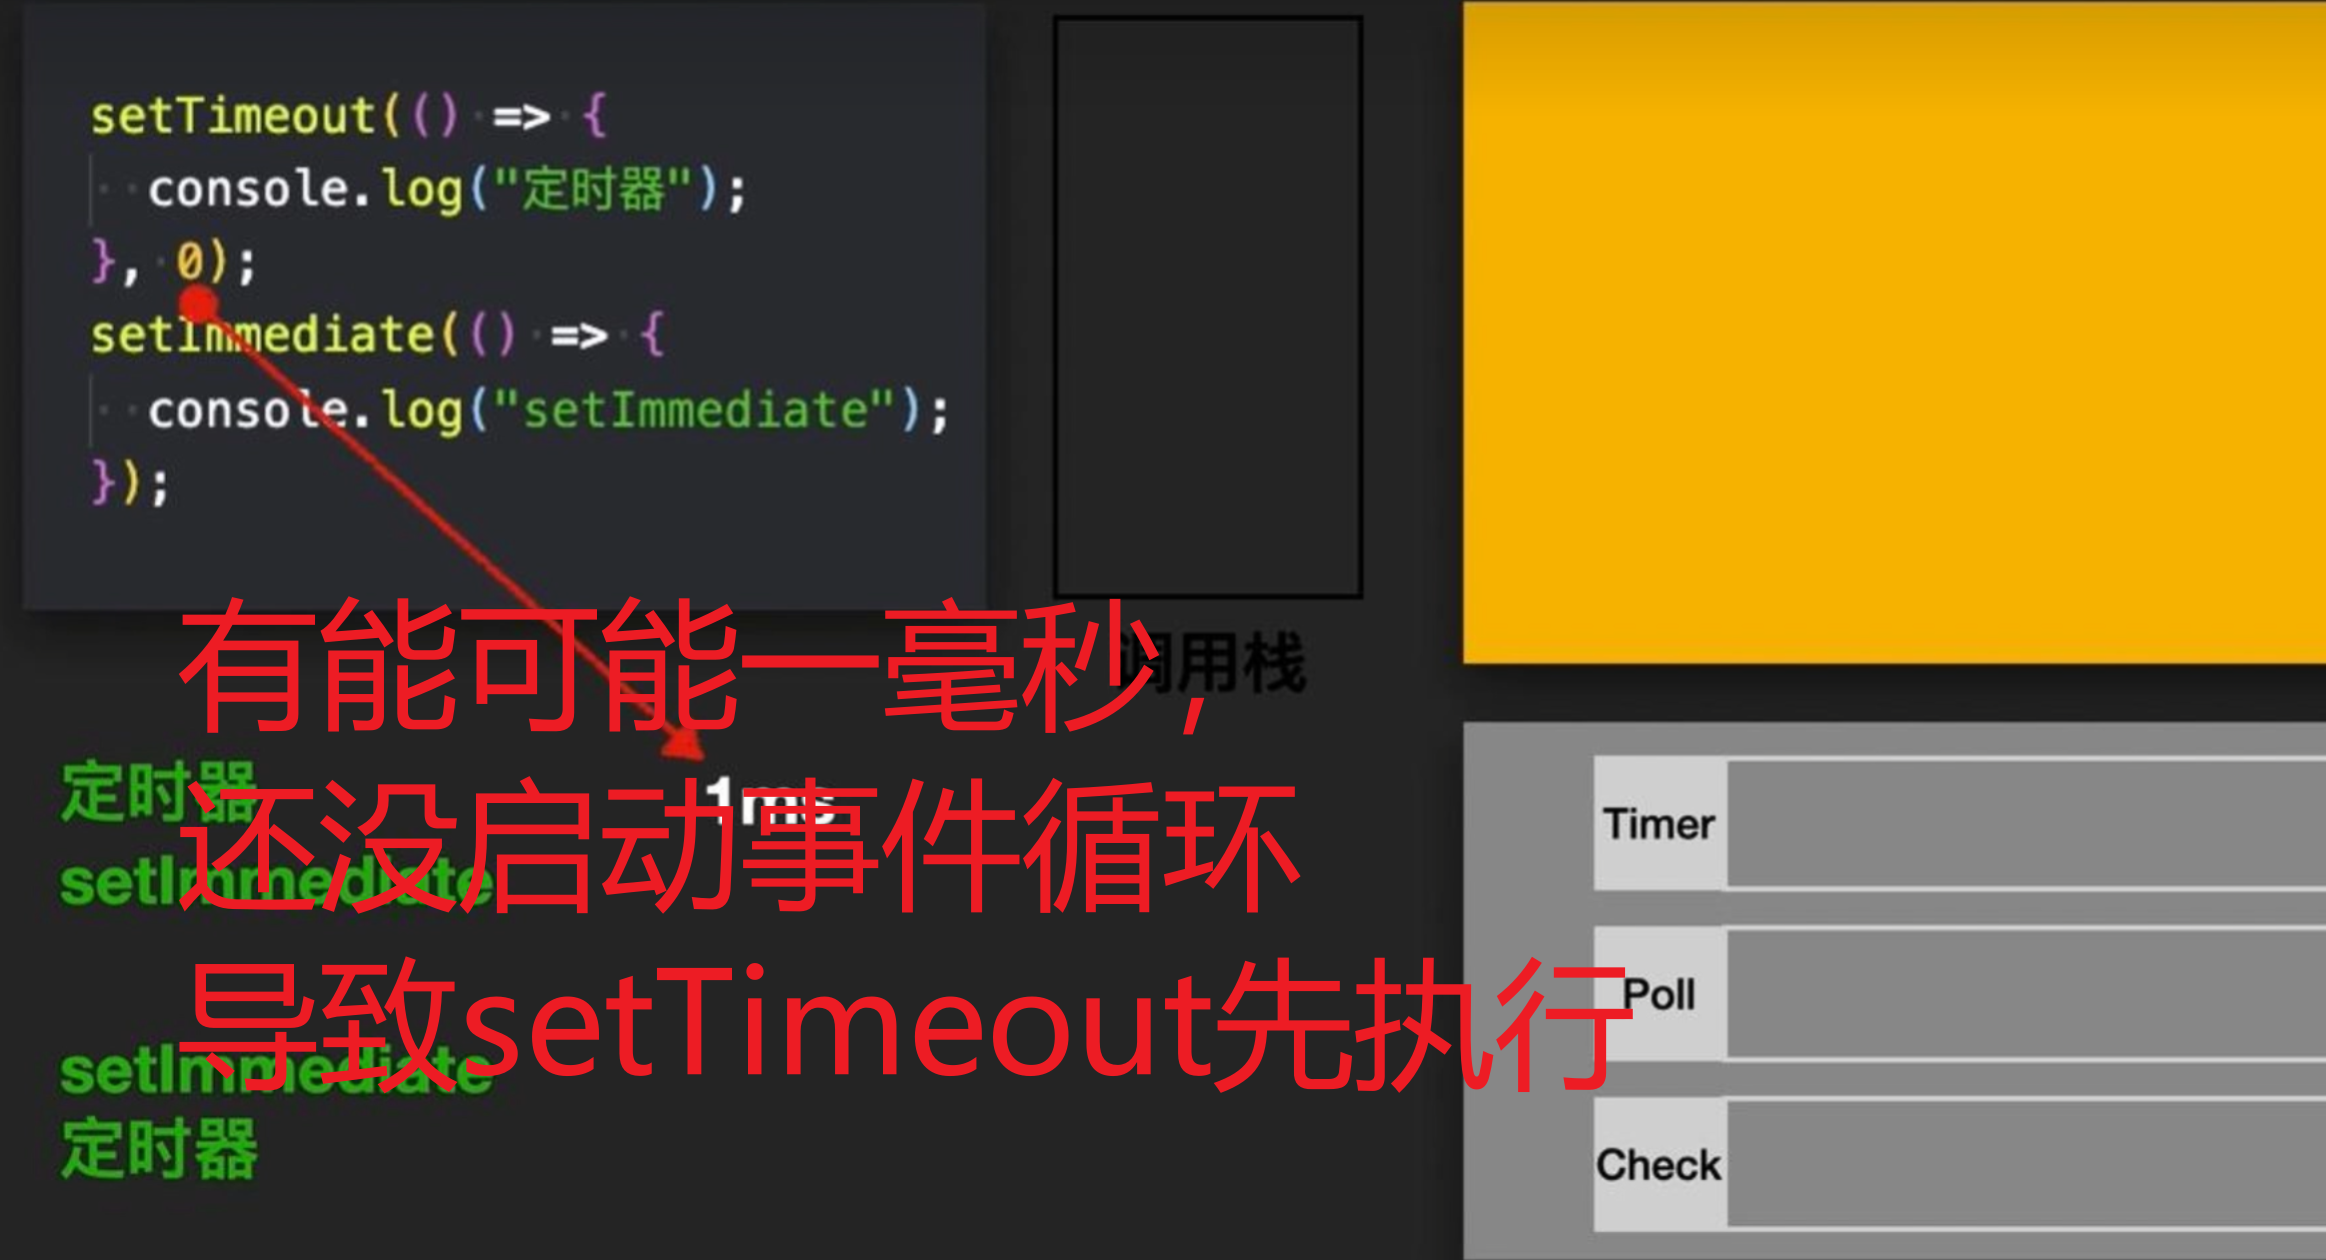 setTimeout(() => {
  console.log("定时器");
}, 0);
setImmediate(() => {
  console.log("setImmediate");
});
调用栈
有能可能一毫秒，
还没启动事件循环
导致setTimeout先执行
定时器
1ms
setImmediate
setImmediate
定时器
Timer
Poll
Check